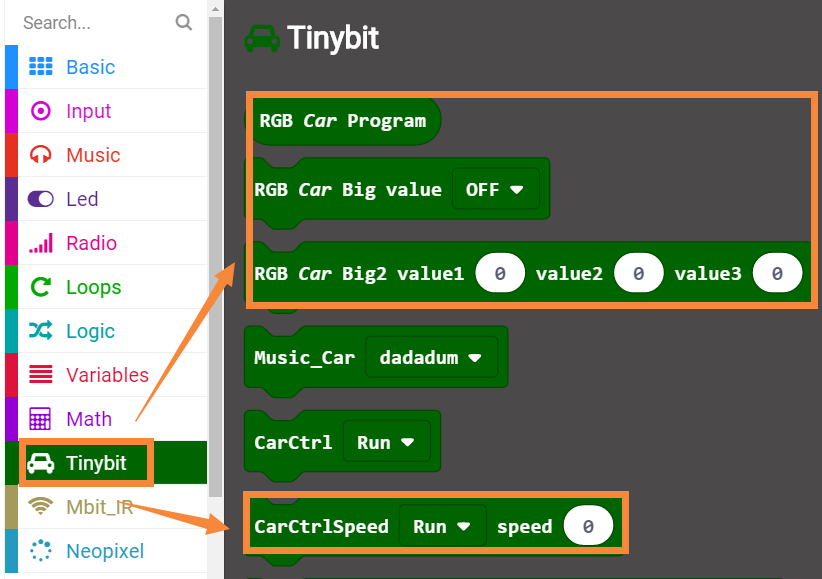 Search...
Basic
Input
Music
Led
Radio
Loops
Logic
Variables
Math
Tinybit
Mbit_IR
Neopixel
Tinybit
RGB Car Program
RGB Car Big value OFF
RGB Car Big2 value1 0 value2 0 value3 0
Music_Car dadadum
CarCtrl Run
CarCtrlSpeed Run speed 0